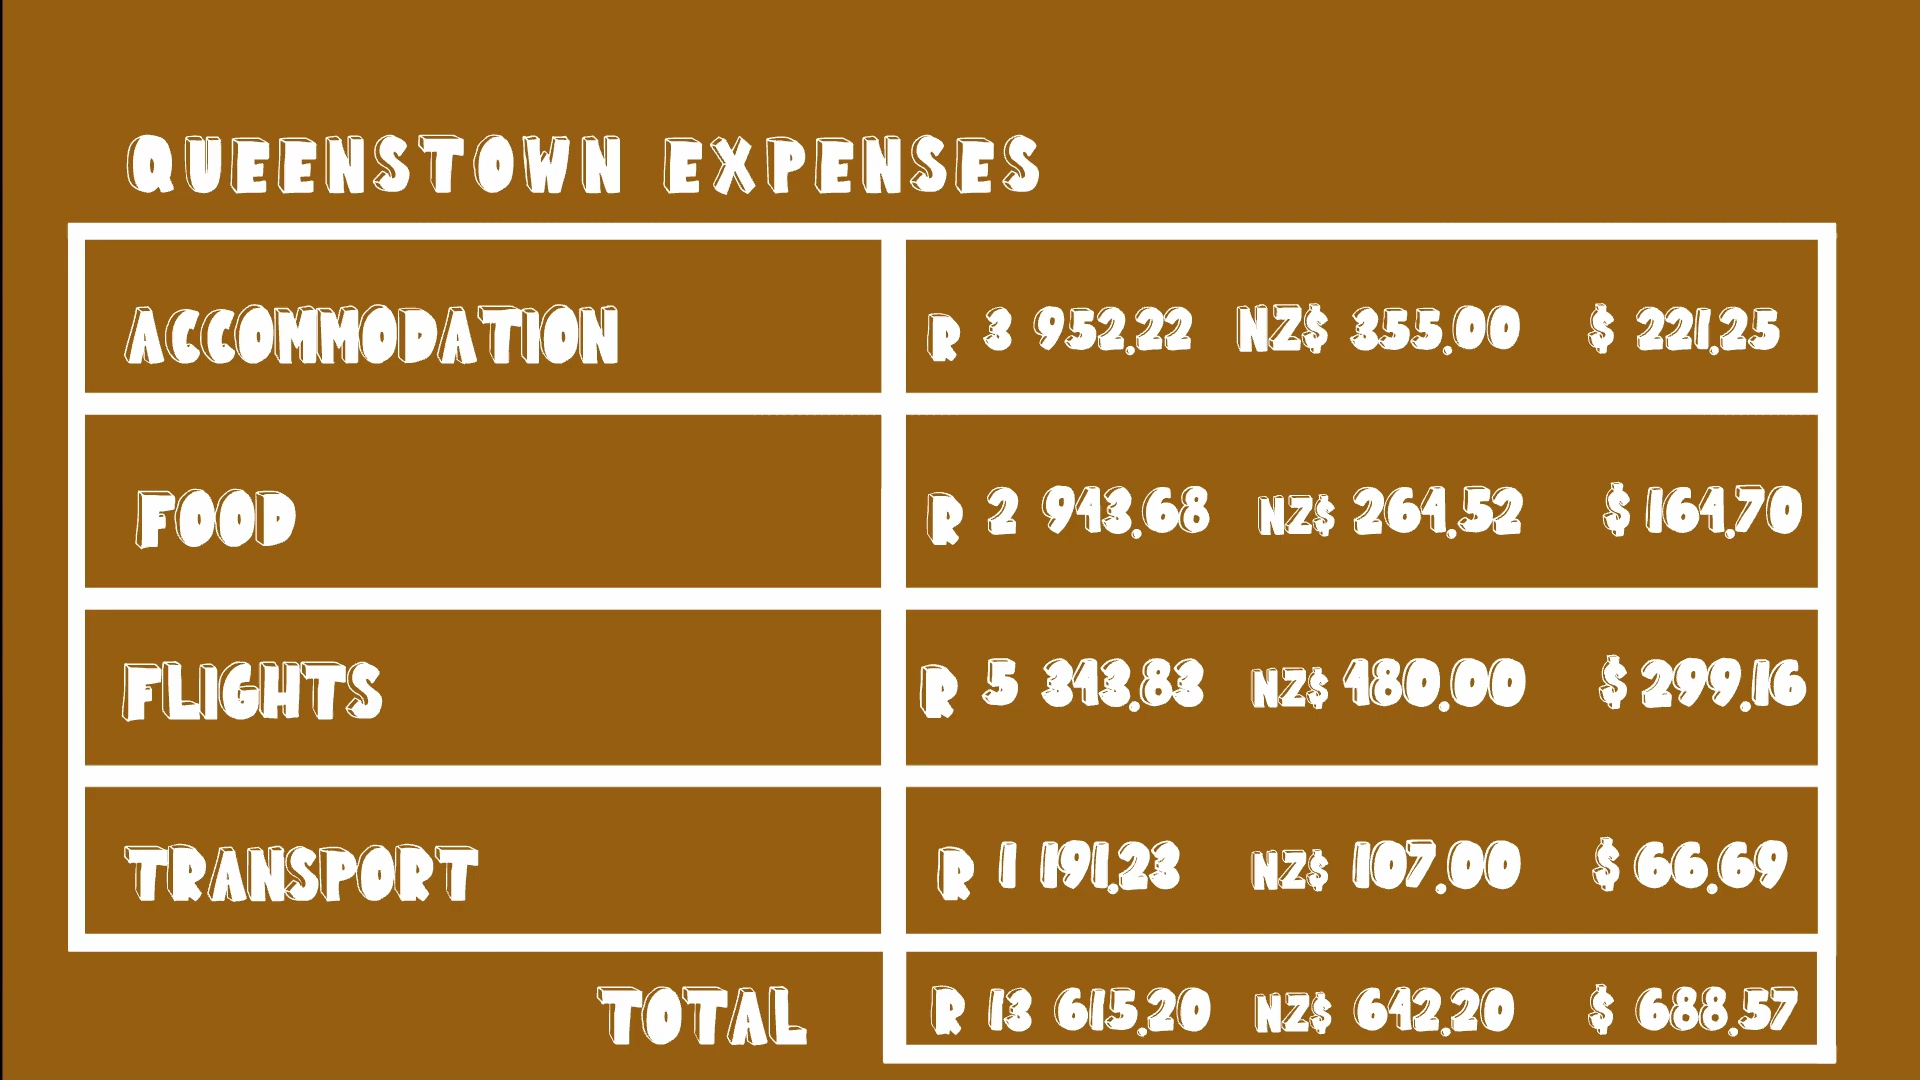 QUEENSTOWN EXPENSES
ACCOMMODATION R 3 952.22 NZ$ 355.00 $ 221.25
FOOD R 2 943.68 NZ$ 264.52 $ 164.70
FLIGHTS R 5 343.83 NZ$ 480.00 $ 299.16
TRANSPORT R 1 191.23 NZ$ 107.00 $ 66.69
TOTAL R 13 615.20 NZ$ 642.20 $ 688.57